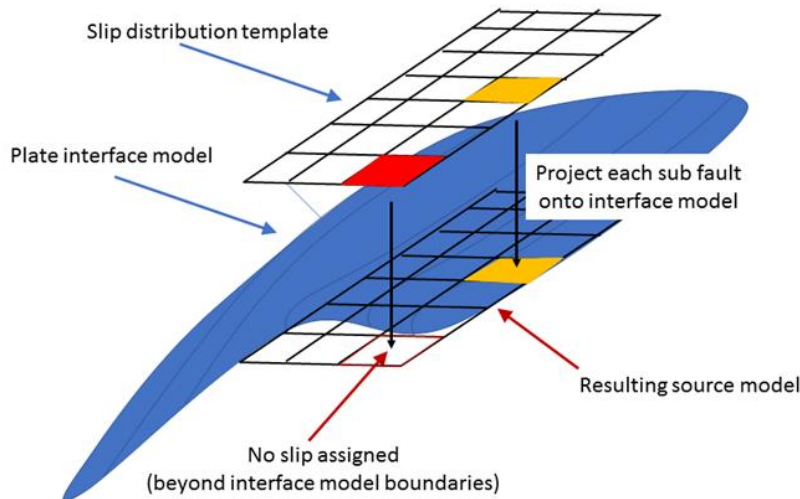 Slip distribution template
Plate interface model
Project each sub fault
onto interface model
Resulting source model
No slip assigned
(beyond interface model boundaries)